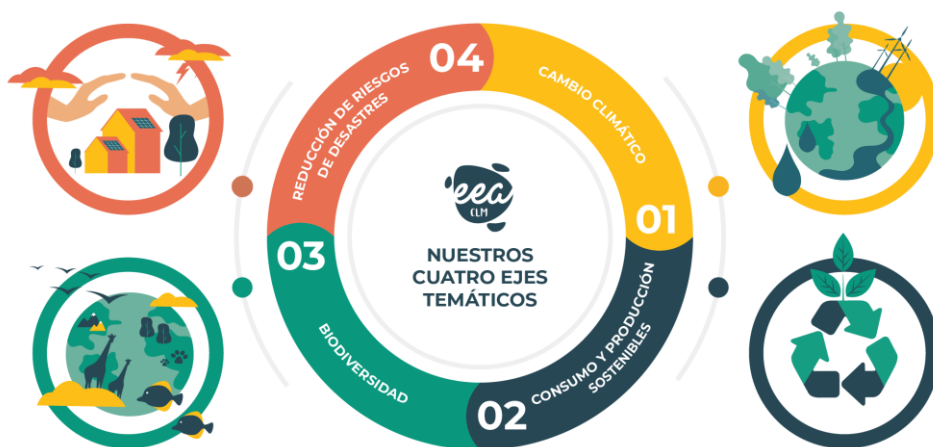 eea
CLM
NUESTROS
CUATRO EJES
TEMÁTICOS
01
CAMBIO CLIMÁTICO
02
CONSUMO Y PRODUCCIÓN
SOSTENIBLES
03
BIODIVERSIDAD
04
REDUCCIÓN DE RIESGOS
DE DESASTRES